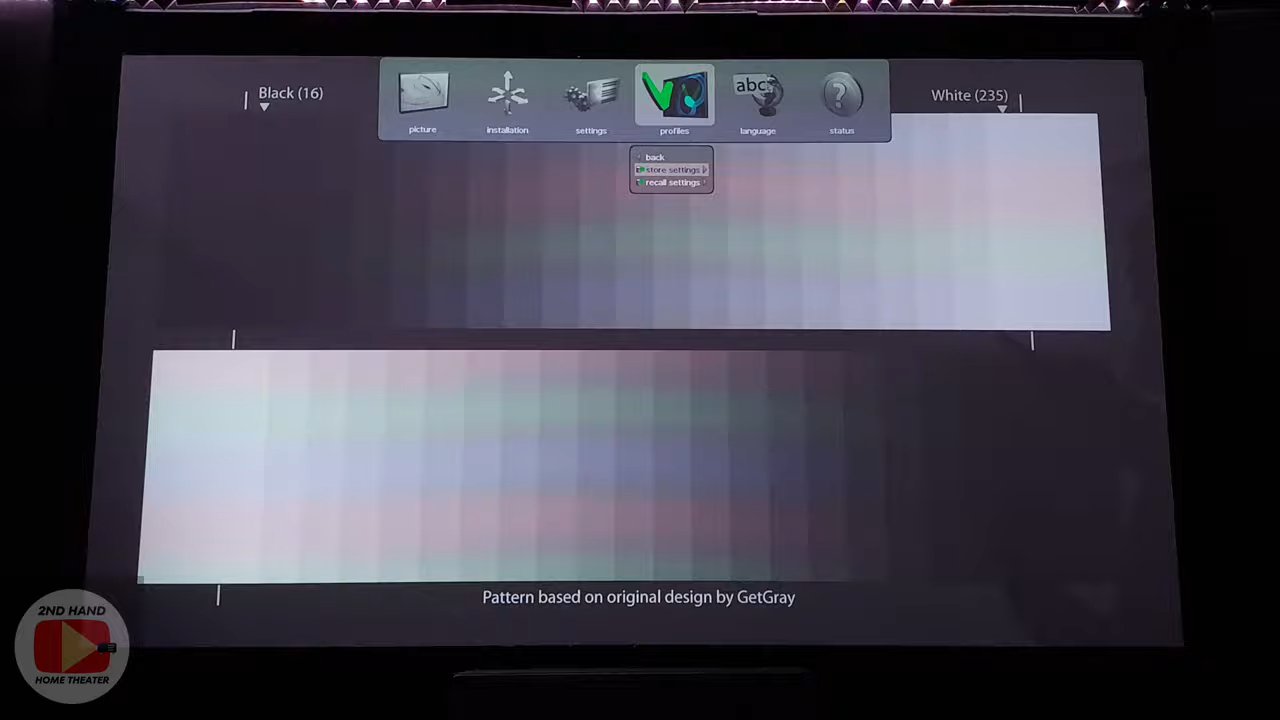 Black (16)
White (235)
picture
installation
settings
profiles
abc
language
?
status
back
store settings
recall settings
Pattern based on original design by GetGray
2ND HAND
HOME THEATER